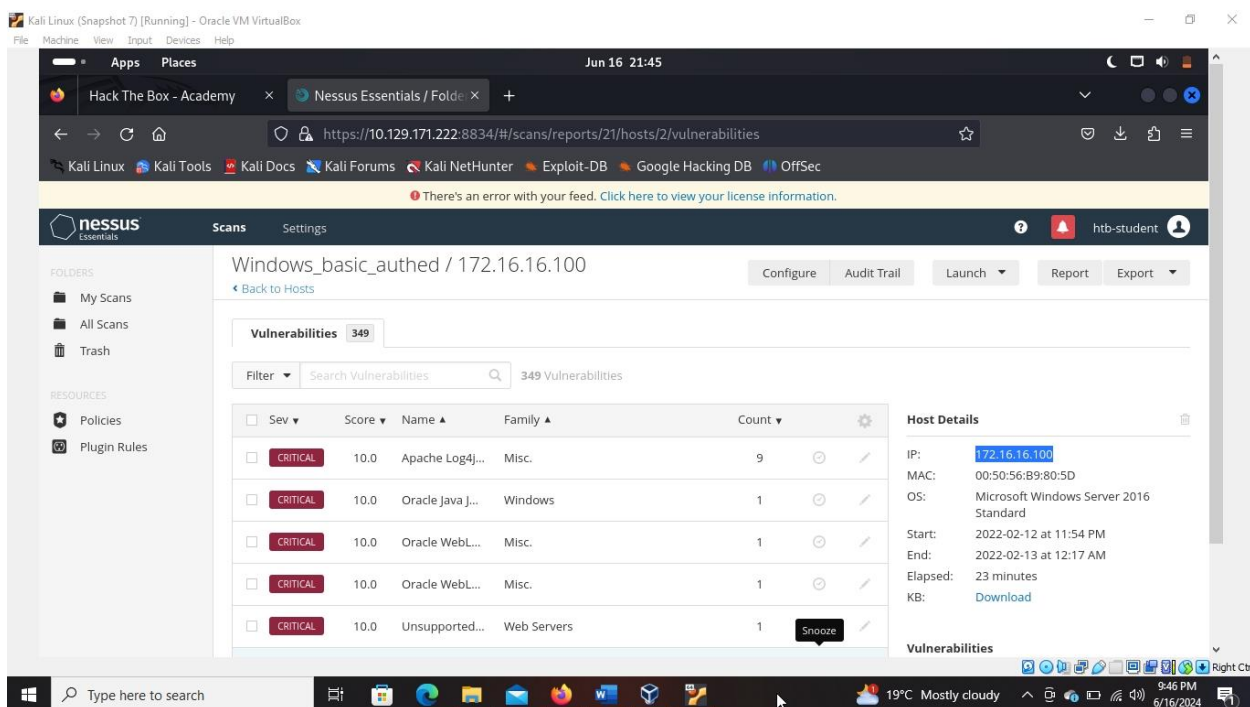 Kali Linux (Snapshot 7) [Running] - Oracle VM VirtualBox
File Machine View Input Devices Help
Apps Places Jun 16 21:45
Hack The Box - Academy × Nessus Essentials / Folde × +
https://10.129.171.222:8834/#/scans/reports/21/hosts/2/vulnerabilities
Kali Linux Kali Tools Kali Docs Kali Forums Kali NetHunter Exploit-DB Google Hacking DB OffSec
There's an error with your feed. Click here to view your license information.
nessus Essentials Scans Settings htb-student
FOLDERS
My Scans
All Scans
Trash
RESOURCES
Policies
Plugin Rules
Windows_basic_authed / 172.16.16.100
Back to Hosts
Configure Audit Trail Launch Report Export
Vulnerabilities 349
Filter Search Vulnerabilities 349 Vulnerabilities
Sev Score Name Family Count
CRITICAL 10.0 Apache Log4j... Misc. 9
CRITICAL 10.0 Oracle Java J... Windows 1
CRITICAL 10.0 Oracle WebL... Misc. 1
CRITICAL 10.0 Oracle WebL... Misc. 1
CRITICAL 10.0 Unsupported... Web Servers 1
Snooze
Host Details
IP: 172.16.16.100
MAC: 00:50:56:B9:80:5D
OS: Microsoft Windows Server 2016
Standard
Start: 2022-02-12 at 11:54 PM
End: 2022-02-13 at 12:17 AM
Elapsed: 23 minutes
KB: Download
Vulnerabilities
Right Ct
Type here to search 19°C Mostly cloudy 9:46 PM
6/16/2024